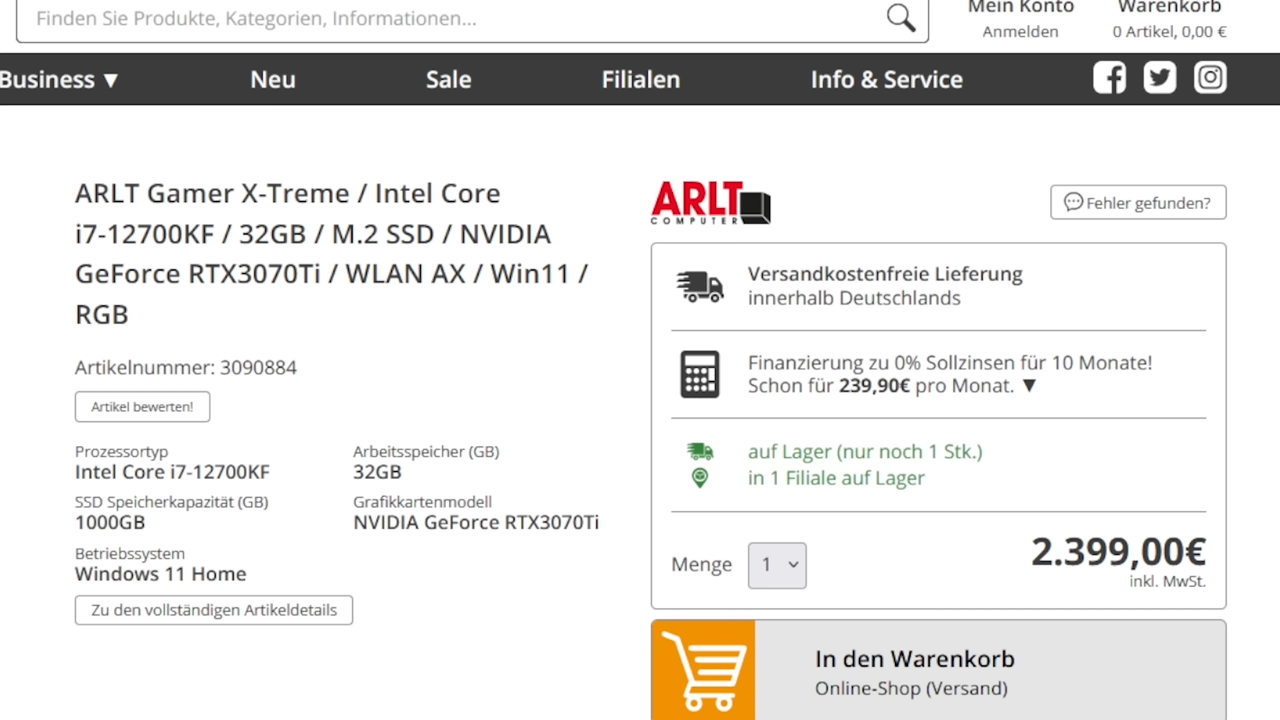 Finden Sie Produkte, Kategorien, Informationen...
Mein Konto
Anmelden
Warenkorb
0 Artikel, 0,00 €
Business ▼
Neu
Sale
Filialen
Info & Service
ARLT Gamer X-Treme / Intel Core
i7-12700KF / 32GB / M.2 SSD / NVIDIA
GeForce RTX3070Ti / WLAN AX / Win11 /
RGB
Artikelnummer: 3090884
Artikel bewerten!
Prozessortyp
Intel Core i7-12700KF
Arbeitsspeicher (GB)
32GB
SSD Speicherkapazität (GB)
1000GB
Grafikkartenmodell
NVIDIA GeForce RTX3070Ti
Betriebssystem
Windows 11 Home
Zu den vollständigen Artikeldetails
ARLT
COMPUTER
Fehler gefunden?
Versandkostenfreie Lieferung
innerhalb Deutschlands
Finanzierung zu 0% Sollzinsen für 10 Monate!
Schon für 239,90€ pro Monat. ▼
auf Lager (nur noch 1 Stk.)
in 1 Filiale auf Lager
Menge
1
2.399,00€
inkl. MwSt.
In den Warenkorb
Online-Shop (Versand)